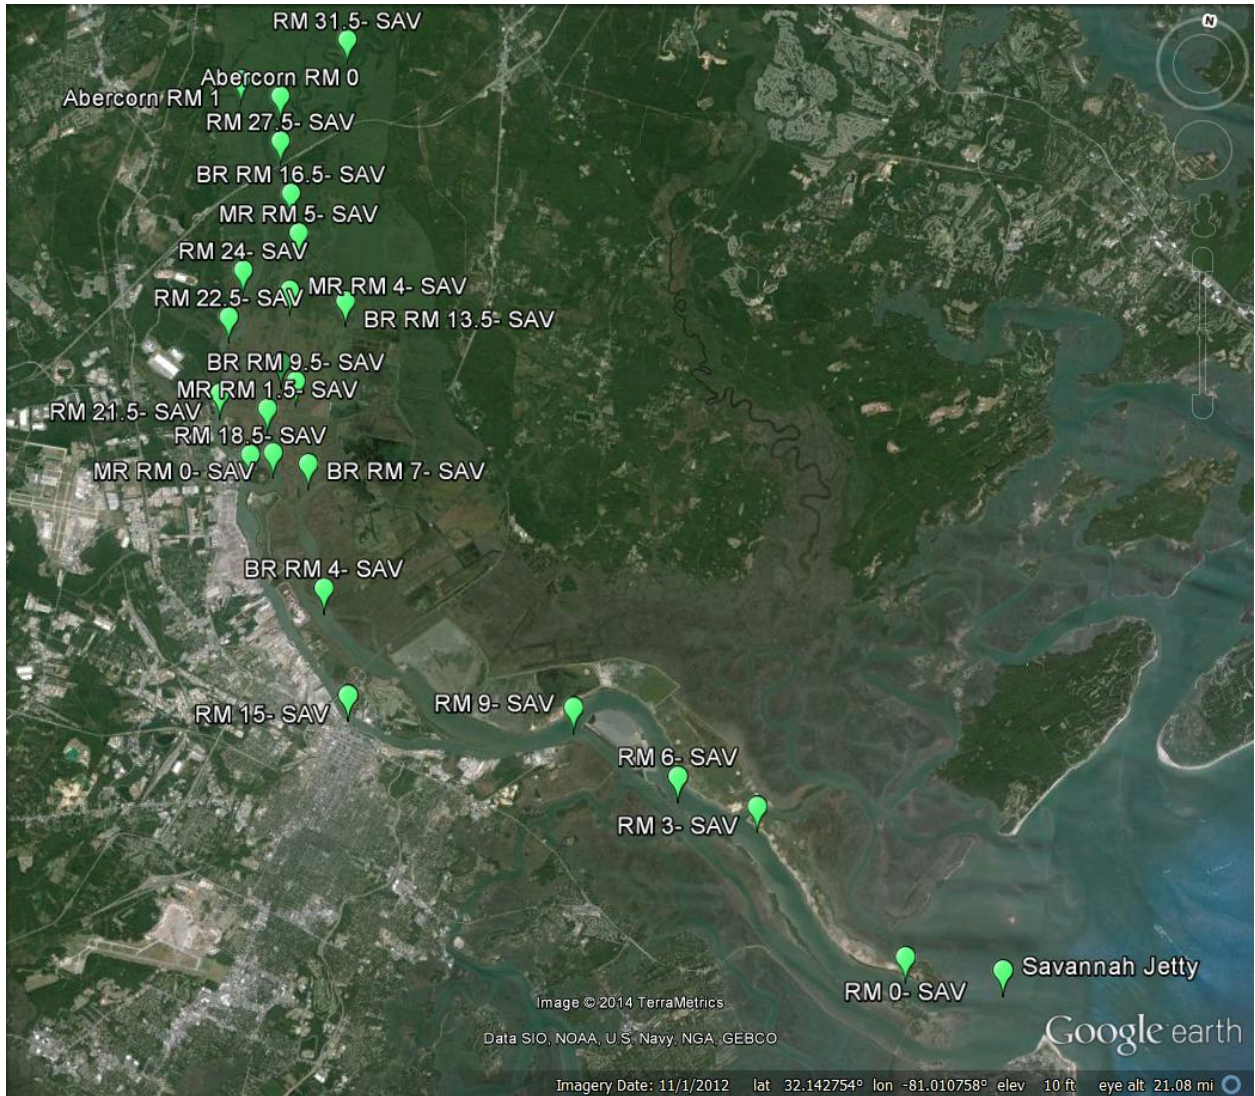 RM 31.5- SAV
N
Abercorn RM 0
Abercorn RM 1
RM 27.5- SAV
BR RM 16.5- SAV
MR RM 5- SAV
RM 24- SAV
MR RM 4- SAV
RM 22.5- SAV
BR RM 13.5- SAV
BR RM 9.5- SAV
MR RM 1.5- SAV
RM 21.5- SAV
RM 18.5- SAV
MR RM 0- SAV
BR RM 7- SAV
BR RM 4- SAV
RM 9- SAV
RM 15- SAV
RM 6- SAV
RM 3- SAV
Savannah Jetty
RM 0- SAV
Image © 2014 TerraMetrics
Data SIO, NOAA, U.S. Navy, NGA, GEBCO
Google earth
Imagery Date: 11/1/2012 lat 32.142754° lon -81.010758° elev 10 ft eye alt 21.08 mi